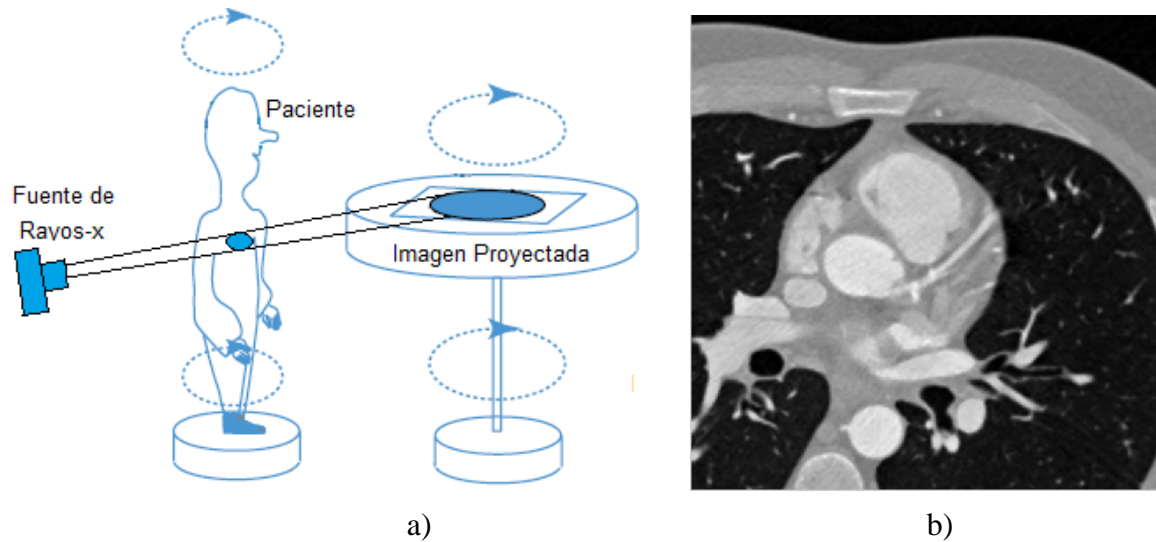 Paciente
Fuente de
Rayos-x
Imagen Proyectada
a)
b)